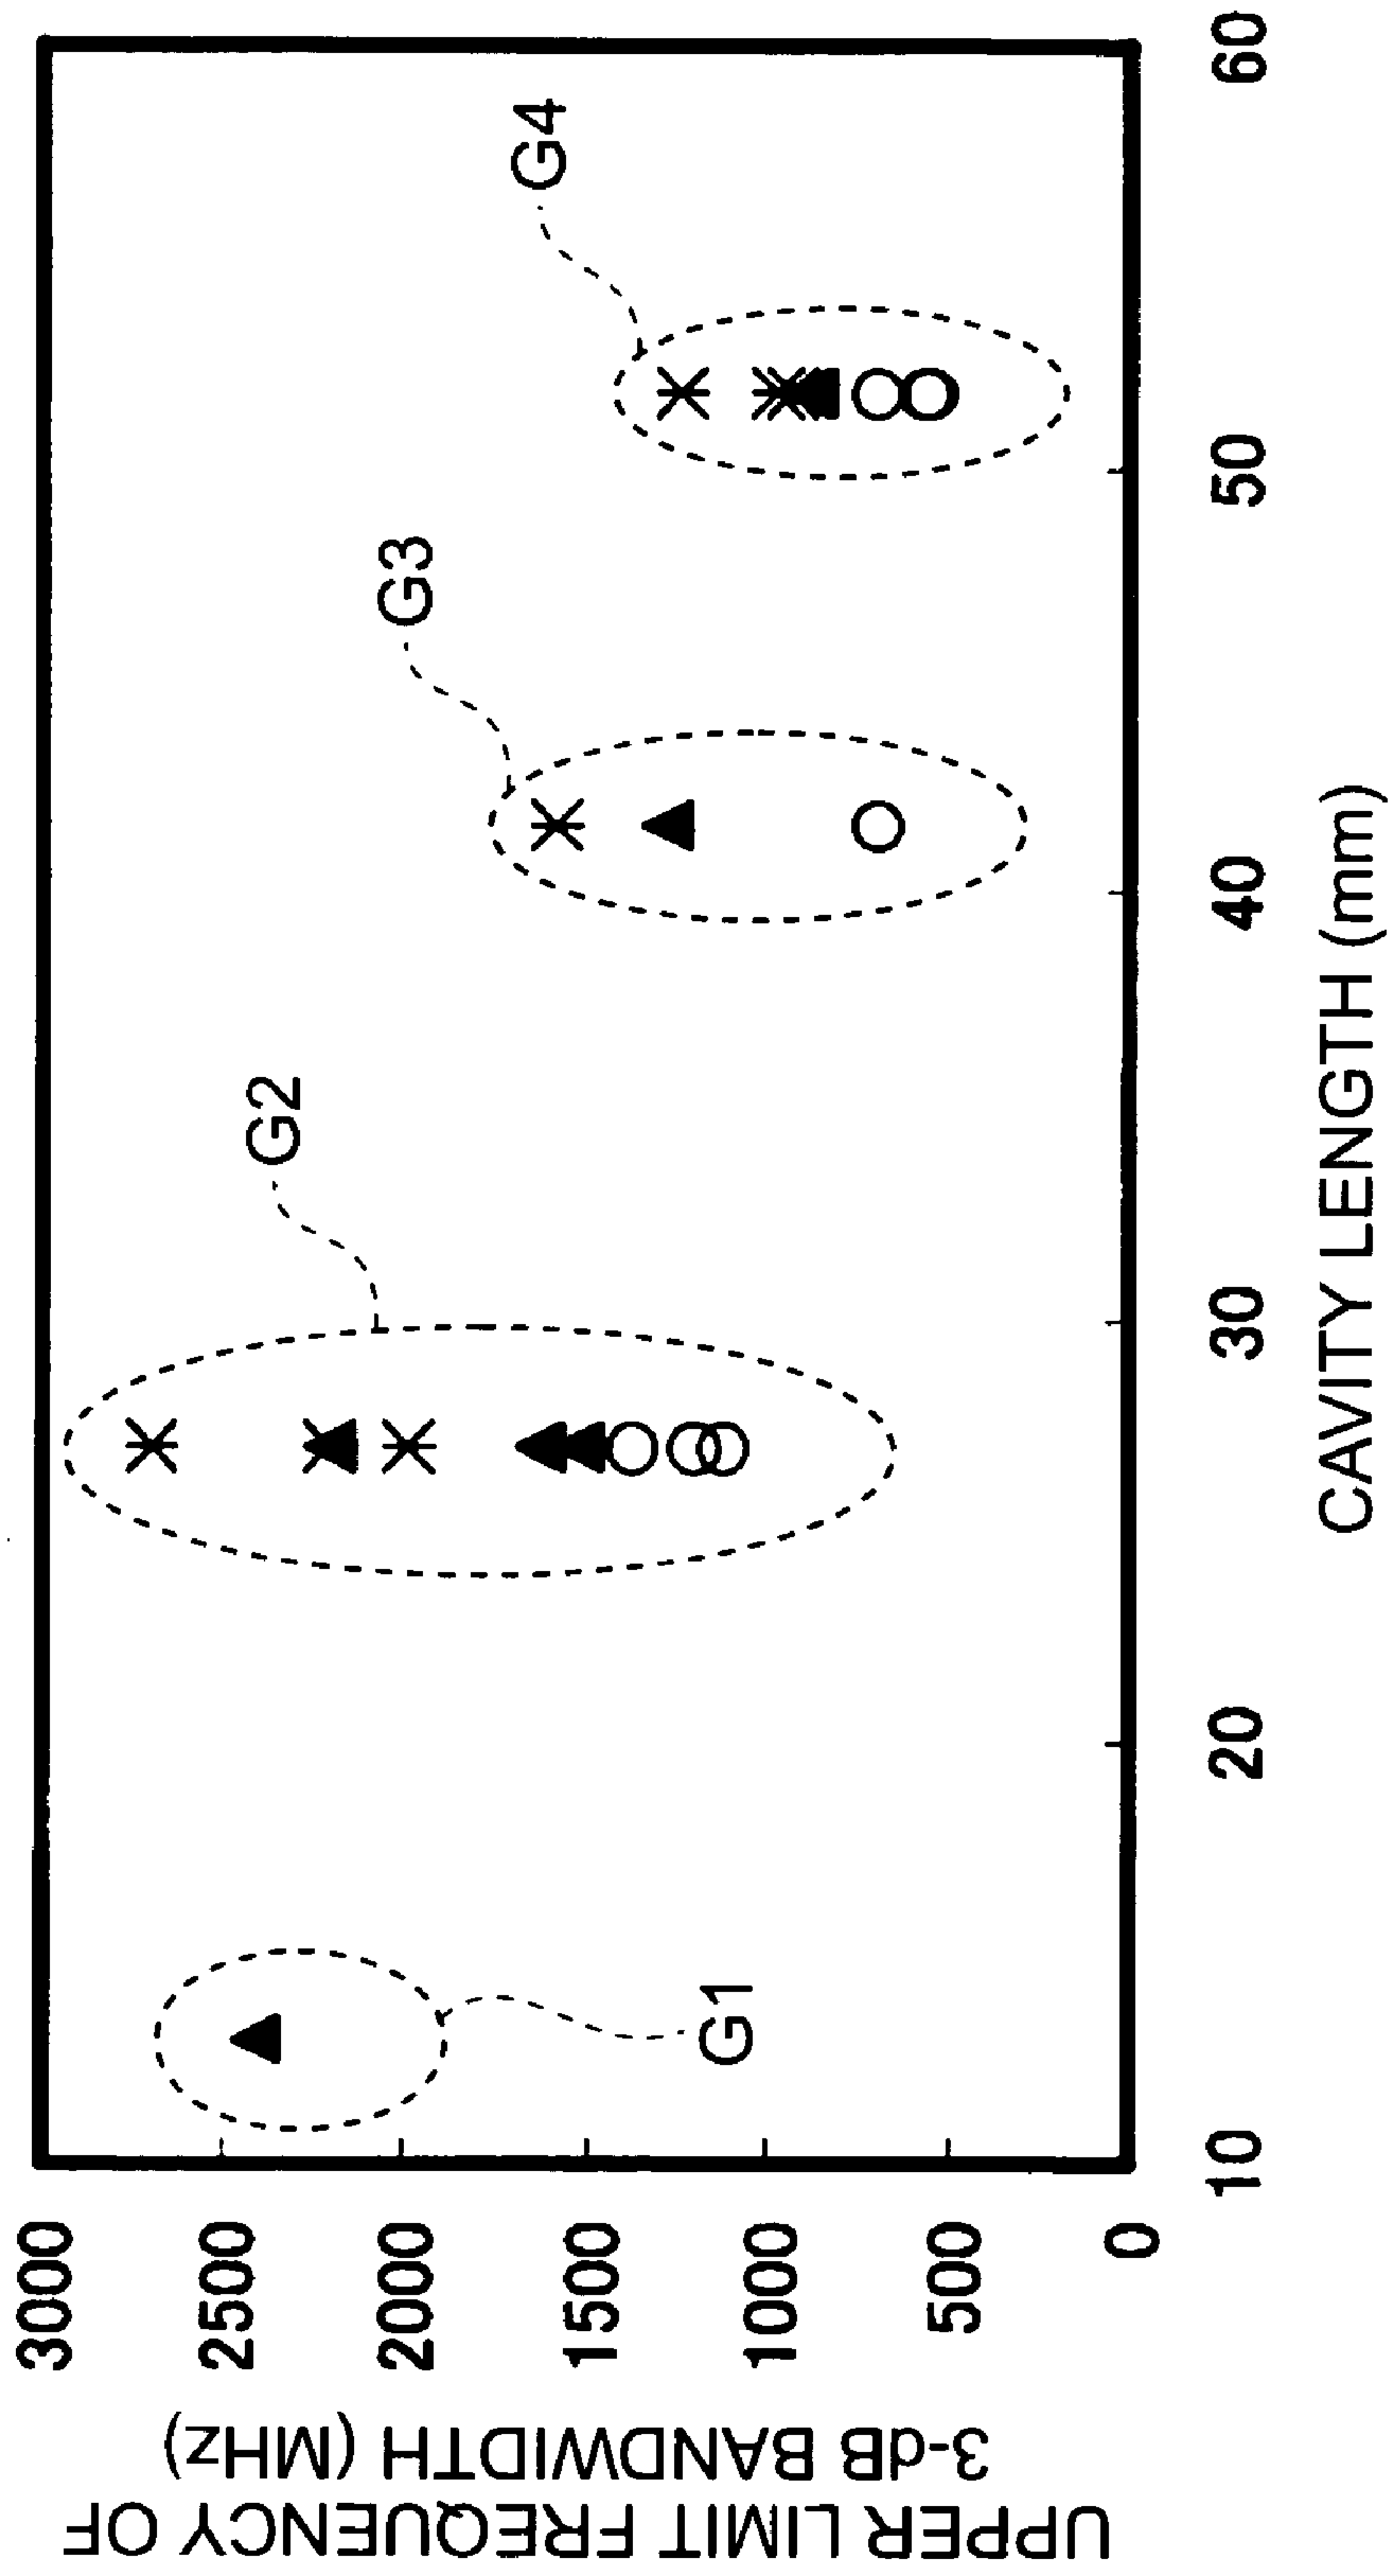 UPPER LIMIT FREQUENCY OF
3-dB BANDWIDTH (MHz)
3000
2500
2000
1500
1000
500
0
G1
G2
G3
G4
10
20
30
40
50
60
CAVITY LENGTH (mm)